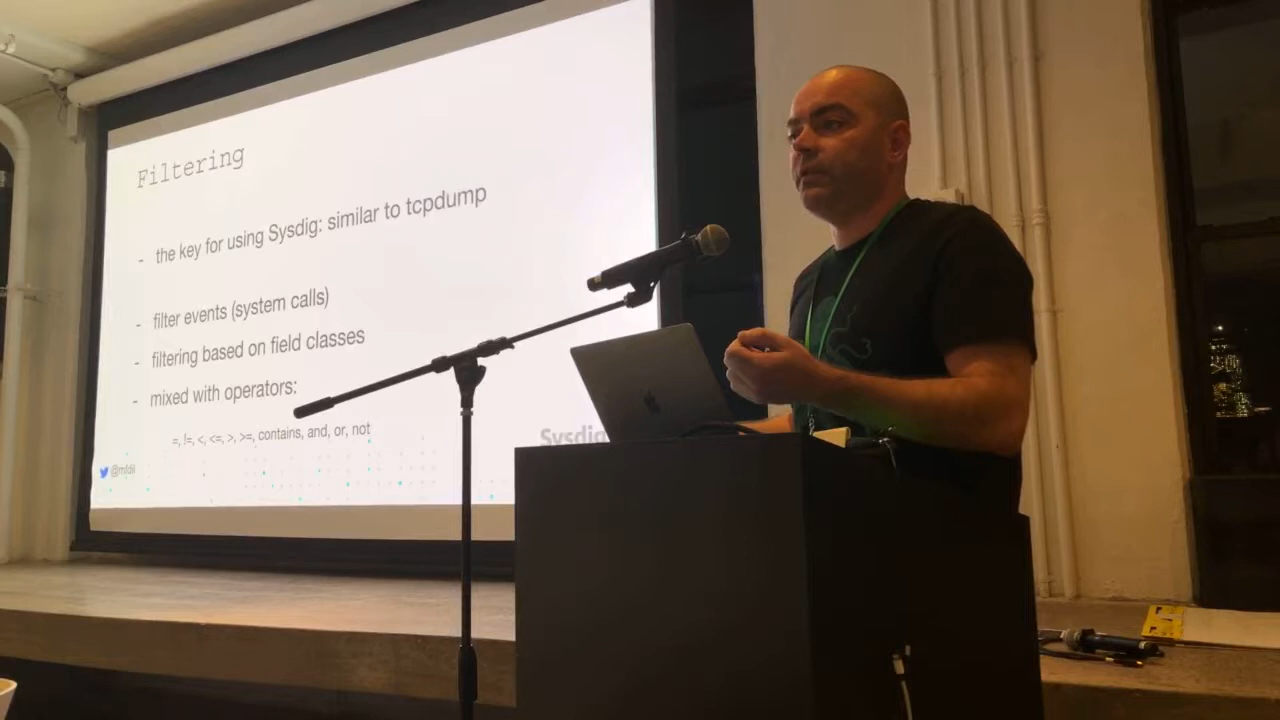 Filtering
- the key for using Sysdig: similar to tcpdump
- filter events (system calls)
- filtering based on field classes
- mixed with operators:
=, !=, <, <=, >, >=, contains, and, or, not
@mfdii
Sysdig